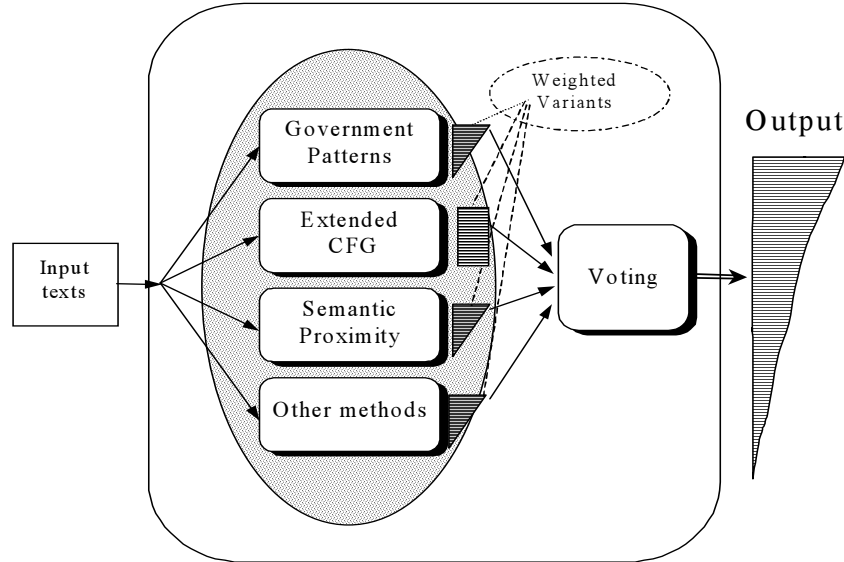 Weighted
Variants
Output
Government
Patterns
Extended
CFG
Input
texts
Semantic
Proximity
Voting
Other methods